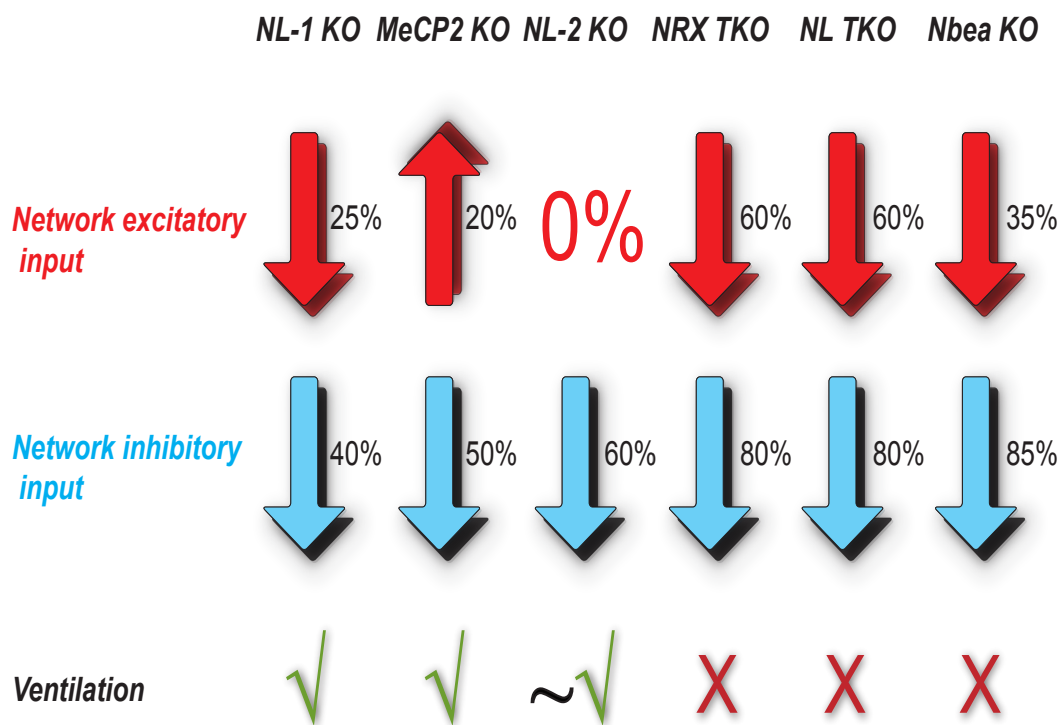 NL-1 KO MeCP2 KO NL-2 KO NRX TKO NL TKO Nbea KO
Network excitatory
input
25% 20% 0% 60% 60% 35%
Network inhibitory
input
40% 50% 60% 80% 80% 85%
Ventilation √ √ ~√ X X X